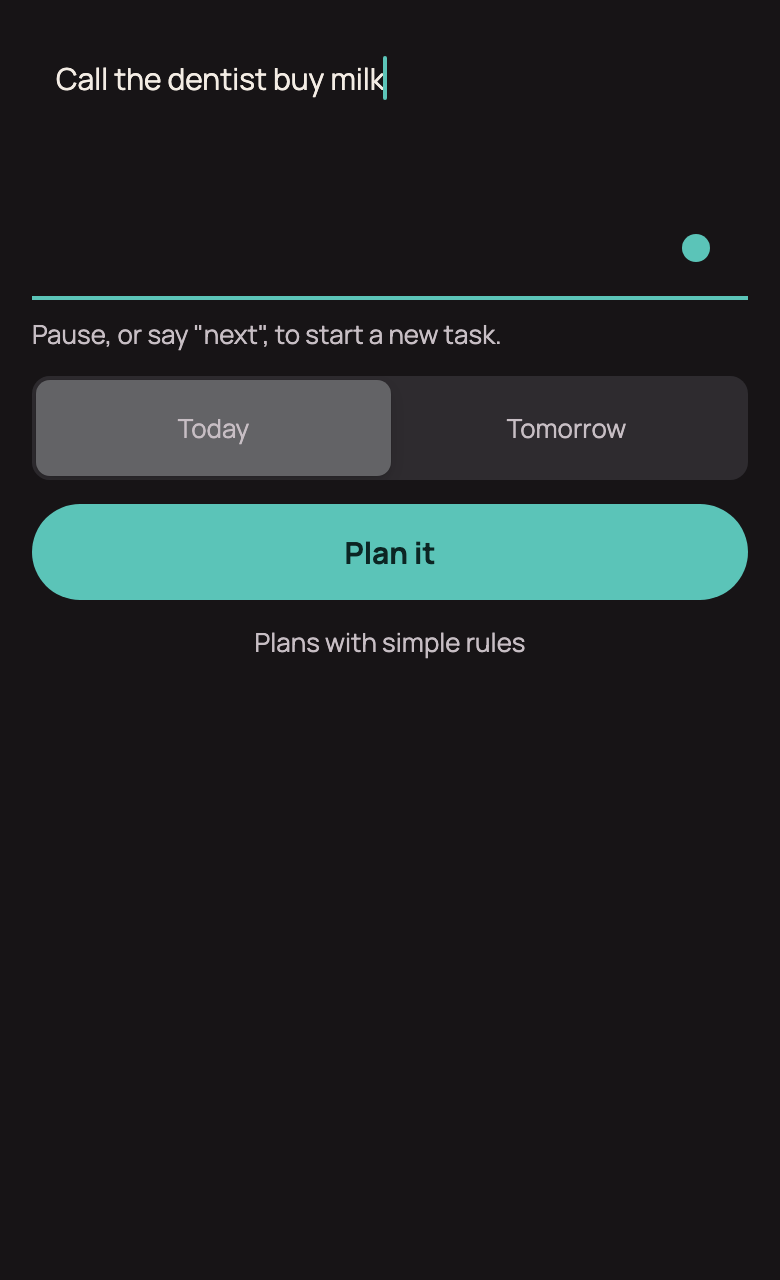 Call the dentist buy milk
Pause, or say "next", to start a new task.
Today
Tomorrow
Plan it
Plans with simple rules